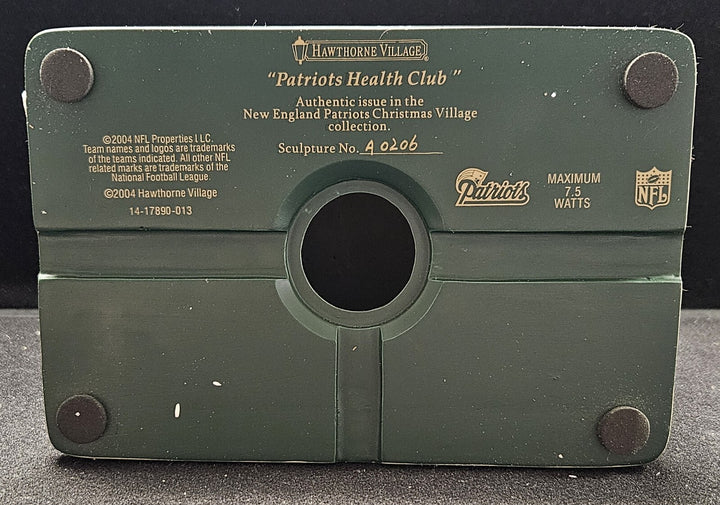 HAWTHORNE VILLAGE
"Patriots Health Club"
Authentic issue in the
New England Patriots Christmas Village
collection.
Sculpture No. A0206
©2004 NFL Properties LLC.
Team names and logos are trademarks
of the teams indicated. All other NFL
related marks are trademarks of the
National Football League.
©2004 Hawthorne Village
14-17890-013
Patriots
MAXIMUM
7.5
WATTS
NFL